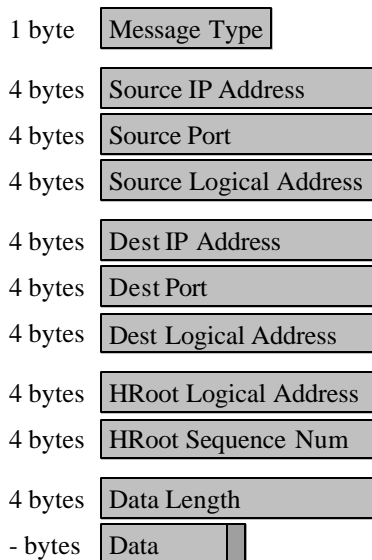 1 byte Message Type
4 bytes Source IP Address
4 bytes Source Port
4 bytes Source Logical Address
4 bytes Dest IP Address
4 bytes Dest Port
4 bytes Dest Logical Address
4 bytes HRoot Logical Address
4 bytes HRoot Sequence Num
4 bytes Data Length
- bytes Data